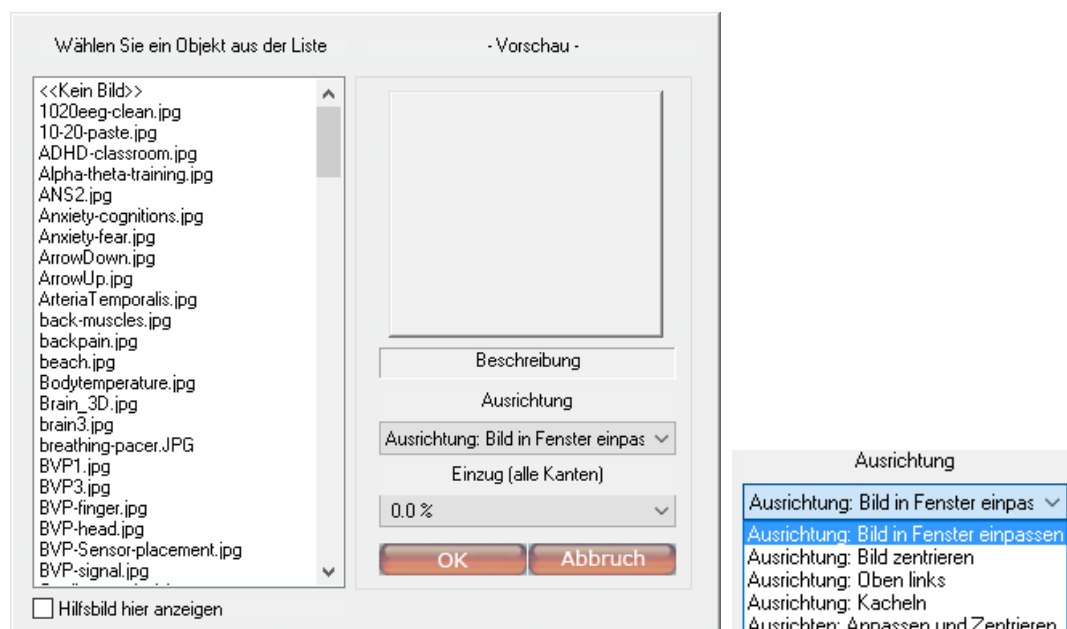 Wählen Sie ein Objekt aus der Liste
<<Kein Bild>>
1020eeg-clean.jpg
10-20-paste.jpg
ADHD-classroom.jpg
Alpha-theta-training.jpg
ANS2.jpg
Anxiety-cognitions.jpg
Anxiety-fear.jpg
ArrowDown.jpg
ArrowUp.jpg
ArteriaTemporalis.jpg
back-muscles.jpg
backpain.jpg
beach.jpg
Bodytemperature.jpg
Brain_3D.jpg
brain3.jpg
breathing-pacer.JPG
BVP1.jpg
BVP3.jpg
BVP-finger.jpg
BVP-head.jpg
BVP-Sensor-placement.jpg
BVP-signal.jpg
Hilfsbild hier anzeigen
- Vorschau -
Beschreibung
Ausrichtung
Ausrichtung: Bild in Fenster einpas
Einzug (alle Kanten)
0.0 %
OK
Abbruch
Ausrichtung
Ausrichtung: Bild in Fenster einpas
Ausrichtung: Bild in Fenster einpassen
Ausrichtung: Bild zentrieren
Ausrichtung: Oben links
Ausrichtung: Kacheln
Ausrichten: Anpassen und Zentrieren